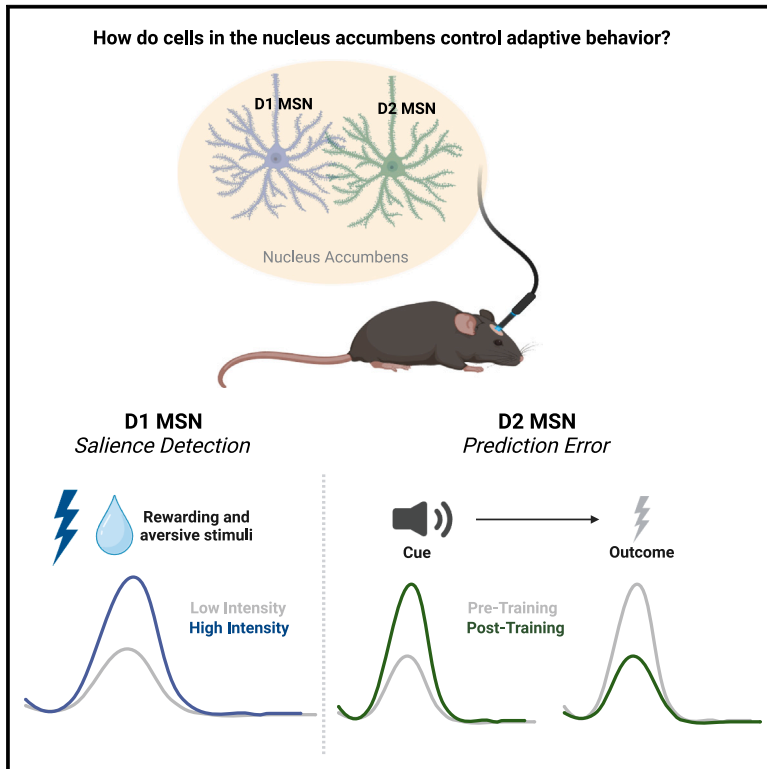 How do cells in the nucleus accumbens control adaptive behavior?
D1 MSN
D2 MSN
Nucleus Accumbens
D1 MSN
Salience Detection
Rewarding and
aversive stimuli
Low Intensity
High Intensity
D2 MSN
Prediction Error
Cue
Outcome
Pre-Training
Post-Training